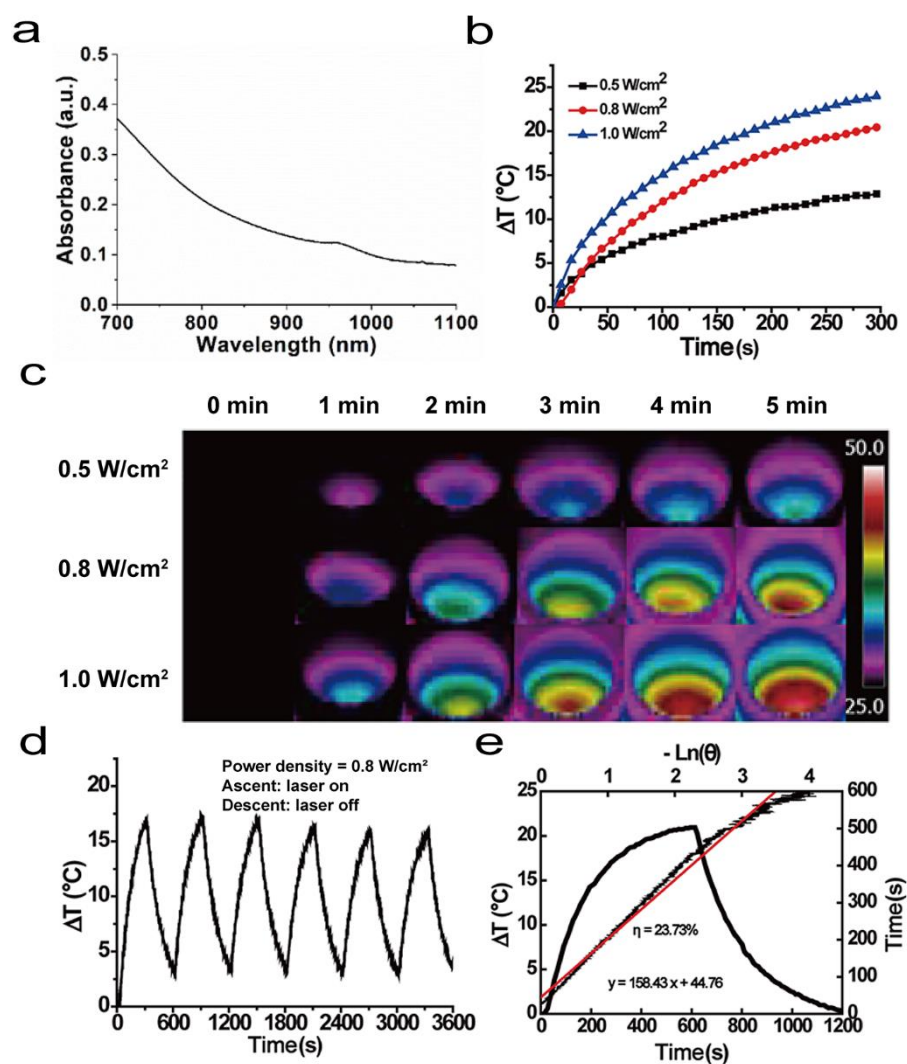 a
0.5
0.4
0.3
0.2
0.1
0.0
Absorbance (a.u.)
700 800 900 1000 1100
Wavelength (nm)
b
25
20
15
10
5
0
ΔT (°C)
0.5 W/cm²
0.8 W/cm²
1.0 W/cm²
0 50 100 150 200 250 300
Time(s)
c
0 min 1 min 2 min 3 min 4 min 5 min
0.5 W/cm²
0.8 W/cm²
1.0 W/cm²
50.0
25.0
d
20
15
10
5
0
ΔT (°C)
Power density = 0.8 W/cm²
Ascent: laser on
Descent: laser off
0 600 1200 1800 2400 3000 3600
Time(s)
e
- Ln(θ)
0 1 2 3 4
25
20
15
10
5
0
ΔT (°C)
η = 23.73%
y = 158.43 x + 44.76
600
500
400
300
200
100
0
Time(s)
0 200 400 600 800 1000 1200
Time(s)